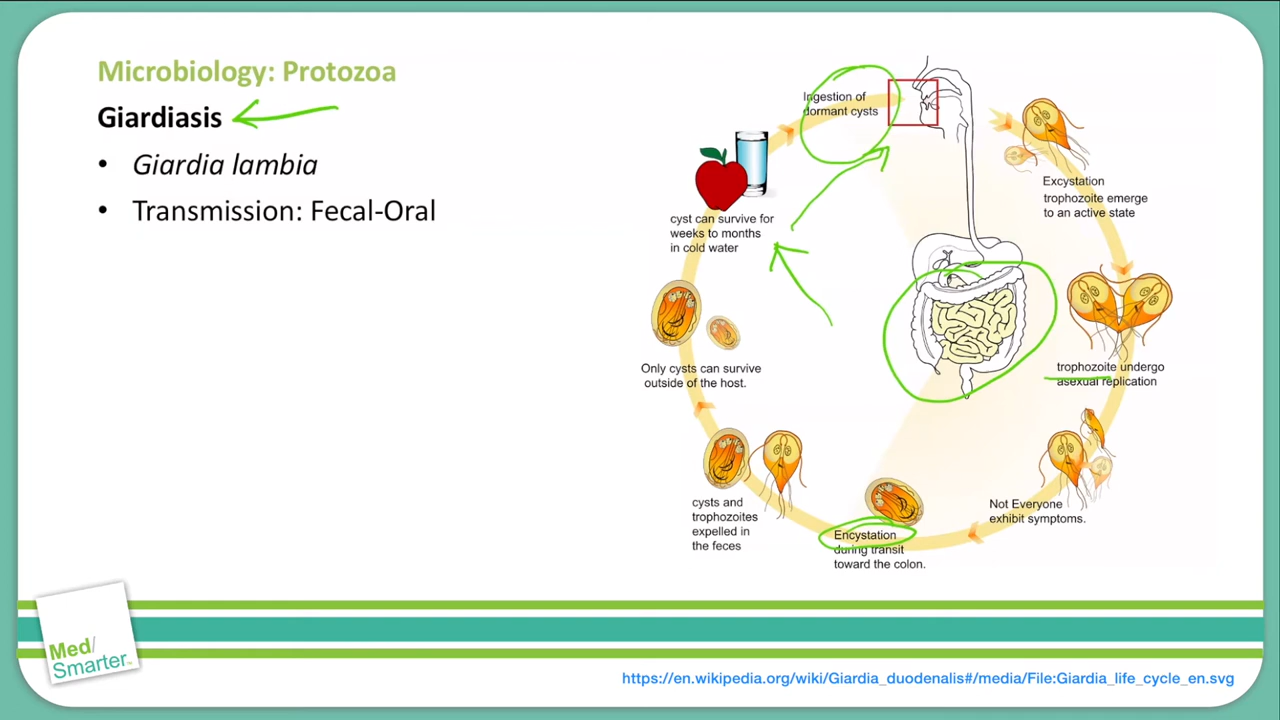 Microbiology: Protozoa
Giardiasis
• Giardia lambia
• Transmission: Fecal-Oral
Ingestion of
dormant cysts
Excystation
trophozoite emerge
to an active state
cyst can survive for
weeks to months
in cold water
trophozoite undergo
asexual replication
Only cysts can survive
outside of the host.
Not Everyone
exhibit symptoms.
cysts and
trophozoites
expelled in
the feces
Encystation
during transit
toward the colon.
Med/
Smarter™
https://en.wikipedia.org/wiki/Giardia_duodenalis#/media/File:Giardia_life_cycle_en.svg